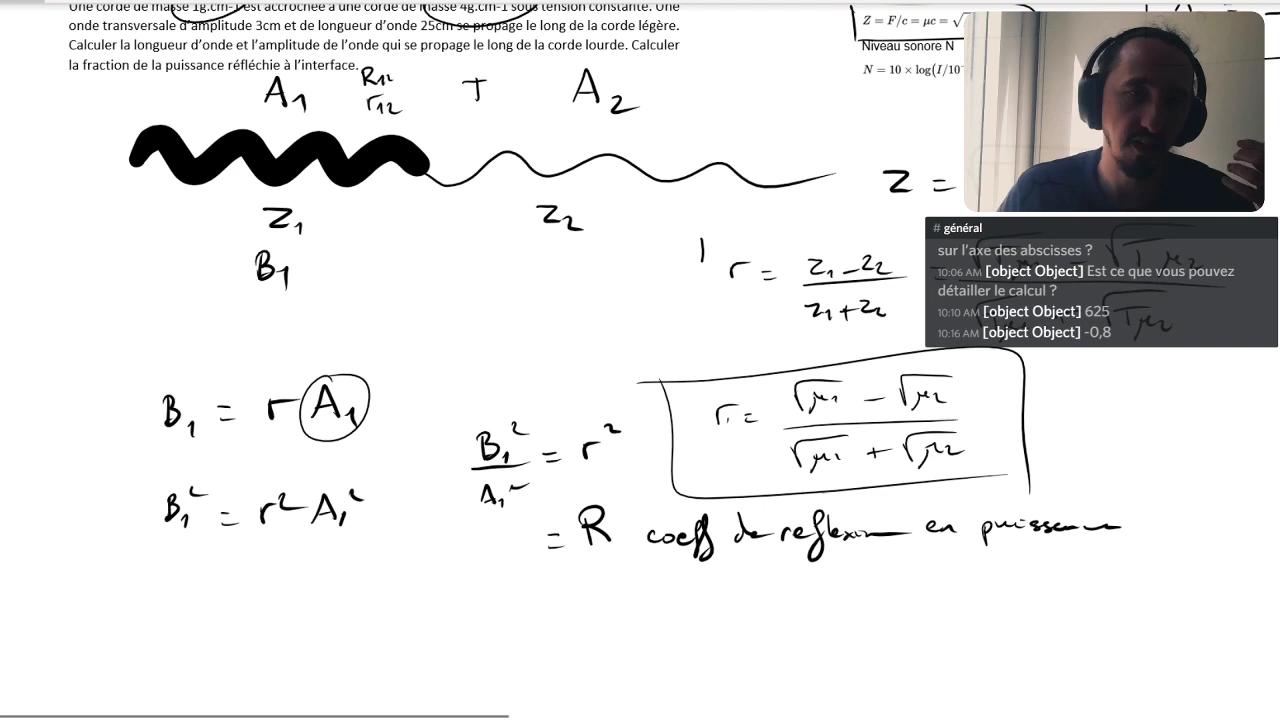 Une corde de masse 1g.cm-1 est accrochée à une corde de masse 4g.cm-1 sous tension constante. Une
onde transversale d'amplitude 3cm et de longueur d'onde 25cm se propage le long de la corde légère.
Calculer la longueur d'onde et l'amplitude de l'onde qui se propage le long de la corde lourde. Calculer
la fraction de la puissance réfléchie à l'interface.
Z = F/c = μc = √
Niveau sonore N
N = 10 × log(I/10
A₁ R₁₂ T A₂
r₁₂
Z₁ Z₂
B₁
Z =
r = (Z₁ - Z₂)/(Z₁ + Z₂) =
# général
sur l'axe des abscisses ?
10:06 AM [object Object] Est ce que vous pouvez
détailler le calcul ?
10:10 AM [object Object] 625
10:16 AM [object Object] -0,8
B₁ = r A₁
B₁² = r² A₁²
B₁²/A₁² = r²
= R coeff de reflexion en puissance
r = (√μ₁ - √μ₂)/(√μ₁ + √μ₂)